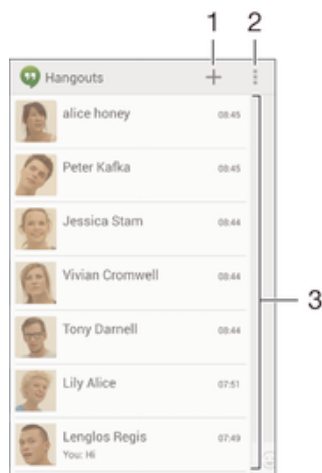 1 2
Hangouts
alice honey 08:45
Peter Kafka 08:45
Jessica Stam 08:44
Vivian Cromwell 08:44
3
Tony Darnell 08:44
Lily Alice 07:51
Lenglos Regis 07:49
You: Hi